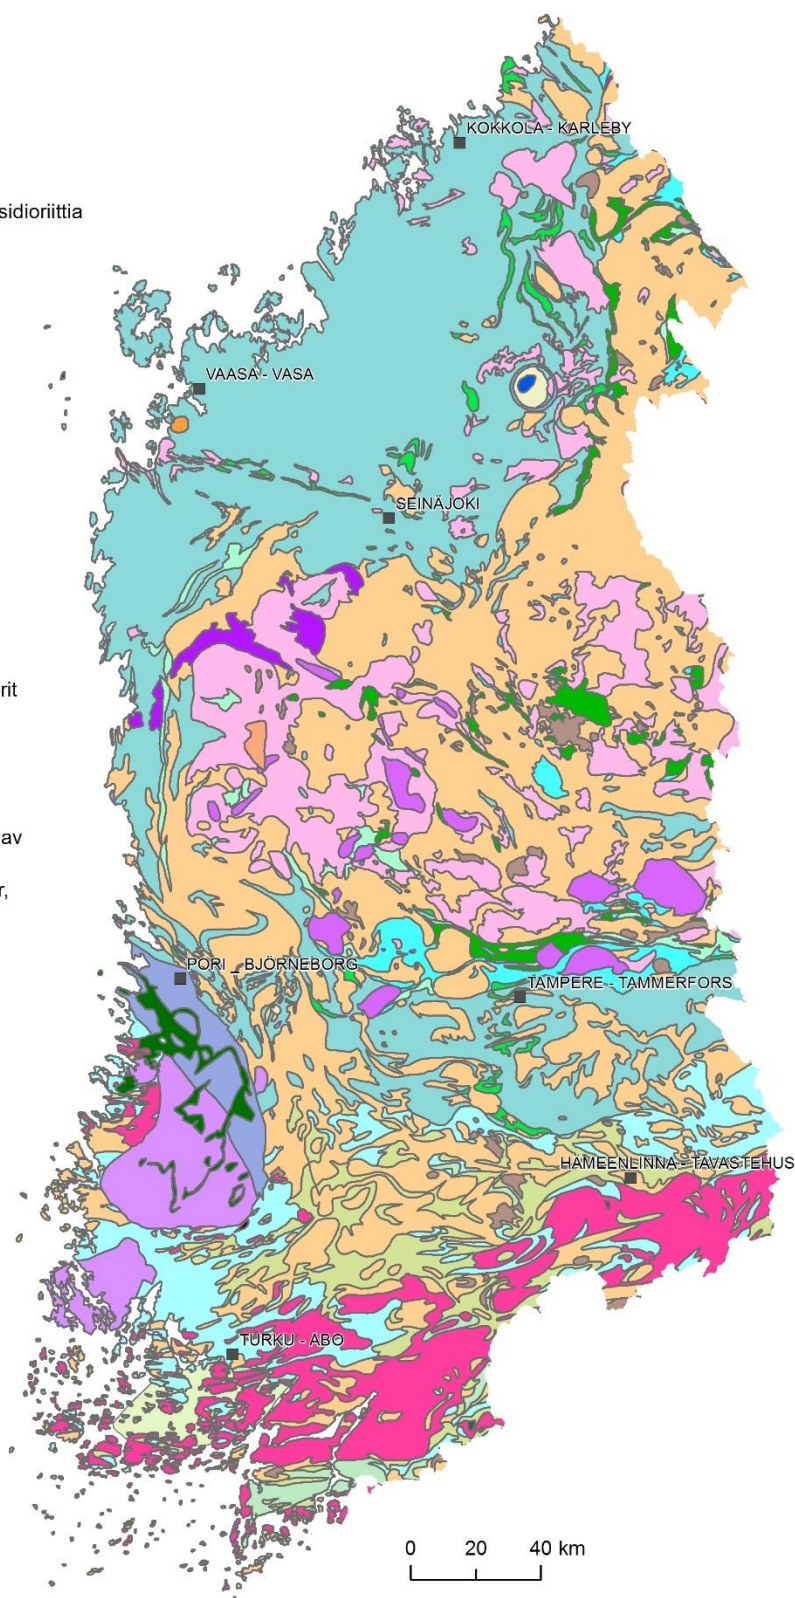 KOKKOLA - KARLEBY
sidioriittia
VAASA - VASA
SEINÄJOKI
rit
av
r,
PORI _ BJÖRNEBORG
TAMPERE - TAMMERFORS
HÄMEENLINNA - TAVASTEHUS
TURKU - ÅBO
0 20 40 km